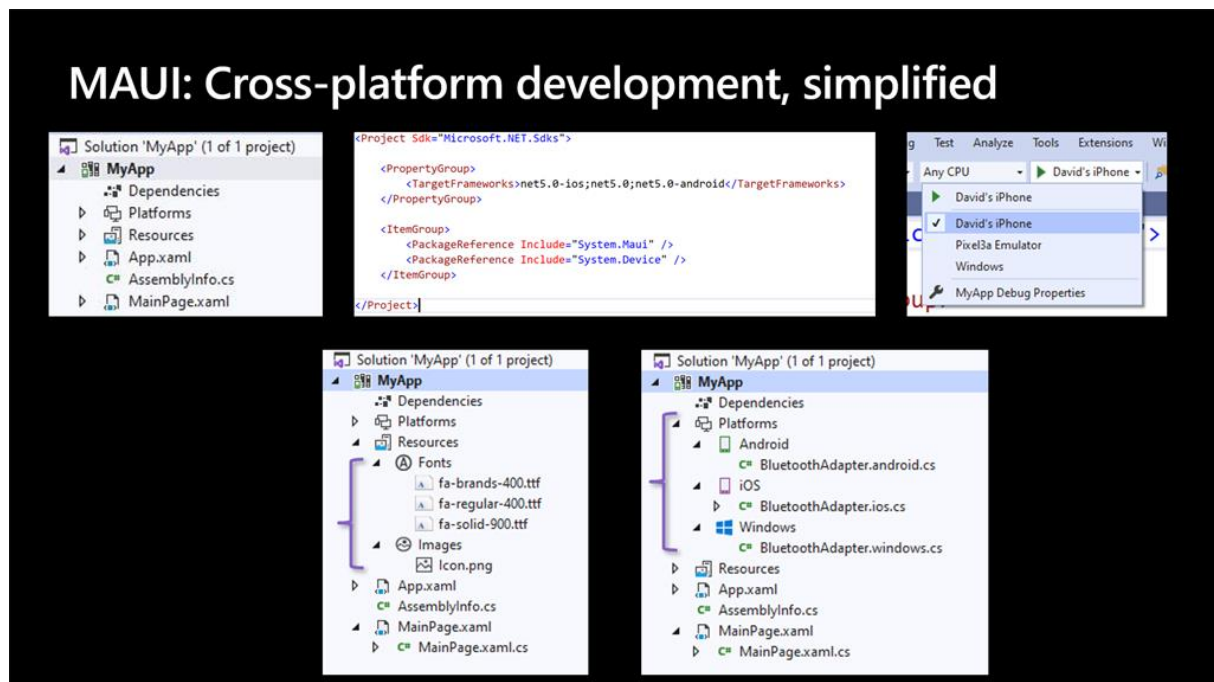 MAUI: Cross-platform development, simplified
Solution 'MyApp' (1 of 1 project)
MyApp
Dependencies
Platforms
Resources
App.xaml
C# AssemblyInfo.cs
MainPage.xaml
<Project Sdk="Microsoft.NET.Sdks">
<PropertyGroup>
<TargetFrameworks>net5.0-ios;net5.0;net5.0-android</TargetFrameworks>
</PropertyGroup>
<ItemGroup>
<PackageReference Include="System.Maui" />
<PackageReference Include="System.Device" />
</ItemGroup>
</Project>
g Test Analyze Tools Extensions Wi
Any CPU David's iPhone
David's iPhone
David's iPhone
Pixel3a Emulator
Windows
MyApp Debug Properties
Solution 'MyApp' (1 of 1 project)
MyApp
Dependencies
Platforms
Resources
Fonts
fa-brands-400.ttf
fa-regular-400.ttf
fa-solid-900.ttf
Images
Icon.png
App.xaml
C# AssemblyInfo.cs
MainPage.xaml
C# MainPage.xaml.cs
Solution 'MyApp' (1 of 1 project)
MyApp
Dependencies
Platforms
Android
C# BluetoothAdapter.android.cs
iOS
C# BluetoothAdapter.ios.cs
Windows
C# BluetoothAdapter.windows.cs
Resources
App.xaml
C# AssemblyInfo.cs
MainPage.xaml
C# MainPage.xaml.cs